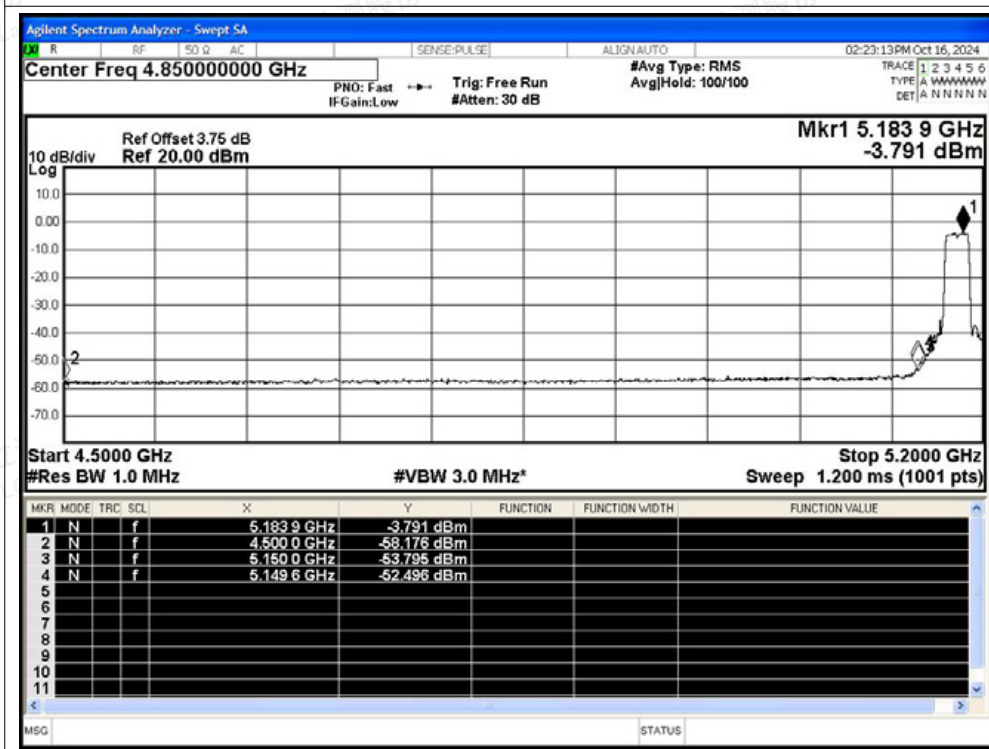 Agilent Spectrum Analyzer - Swept SA
LXI R RF 50 Ω AC SENSE:PULSE ALIGN AUTO 02:23:13PM Oct 16, 2024
Center Freq 4.850000000 GHz #Avg Type: RMS TRACE 1 2 3 4 5 6
PNO: Fast Trig: Free Run Avg|Hold: 100/100 TYPE A WWWWW
IFGain:Low #Atten: 30 dB DET A N N N N N
Mkr1 5.183 9 GHz
Ref Offset 3.75 dB
10 dB/div Ref 20.00 dBm -3.791 dBm
Log
10.0
1
0.00
-10.0
-20.0
-30.0
-40.0
4
-50.0 2
-60.0
-70.0
Start 4.5000 GHz Stop 5.2000 GHz
#Res BW 1.0 MHz #VBW 3.0 MHz* Sweep 1.200 ms (1001 pts)
MKR MODE TRC SCL X Y FUNCTION FUNCTION WIDTH FUNCTION VALUE
1 N f 5.183 9 GHz -3.791 dBm
2 N f 4.500 0 GHz -58.176 dBm
3 N f 5.150 0 GHz -53.795 dBm
4 N f 5.149 6 GHz -52.496 dBm
5
6
7
8
9
10
11
MSG STATUS